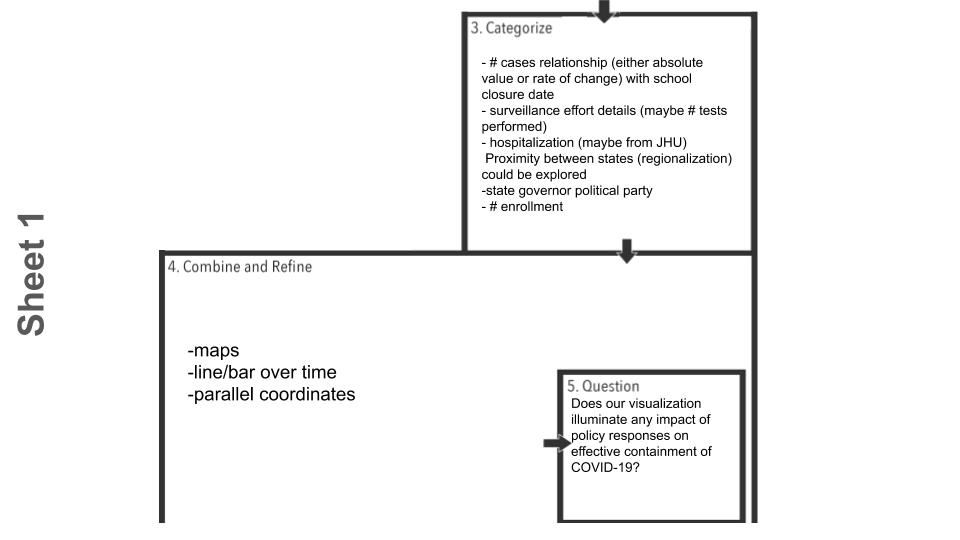 Sheet 1
3. Categorize
- # cases relationship (either absolute
value or rate of change) with school
closure date
- surveillance effort details (maybe # tests
performed)
- hospitalization (maybe from JHU)
Proximity between states (regionalization)
could be explored
-state governor political party
- # enrollment
4. Combine and Refine
-maps
-line/bar over time
-parallel coordinates
5. Question
Does our visualization
illuminate any impact of
policy responses on
effective containment of
COVID-19?